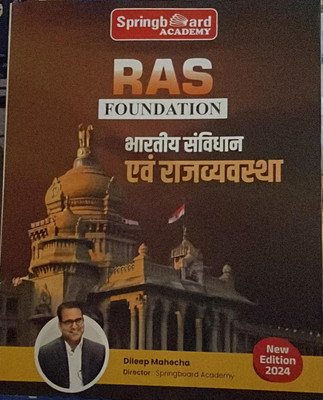 Springboard
ACADEMY
RAS
FOUNDATION
भारतीय संविधान
एवं राजव्यवस्था
New
Edition
2024
Dileep Mahecha
Director Springboard Academy